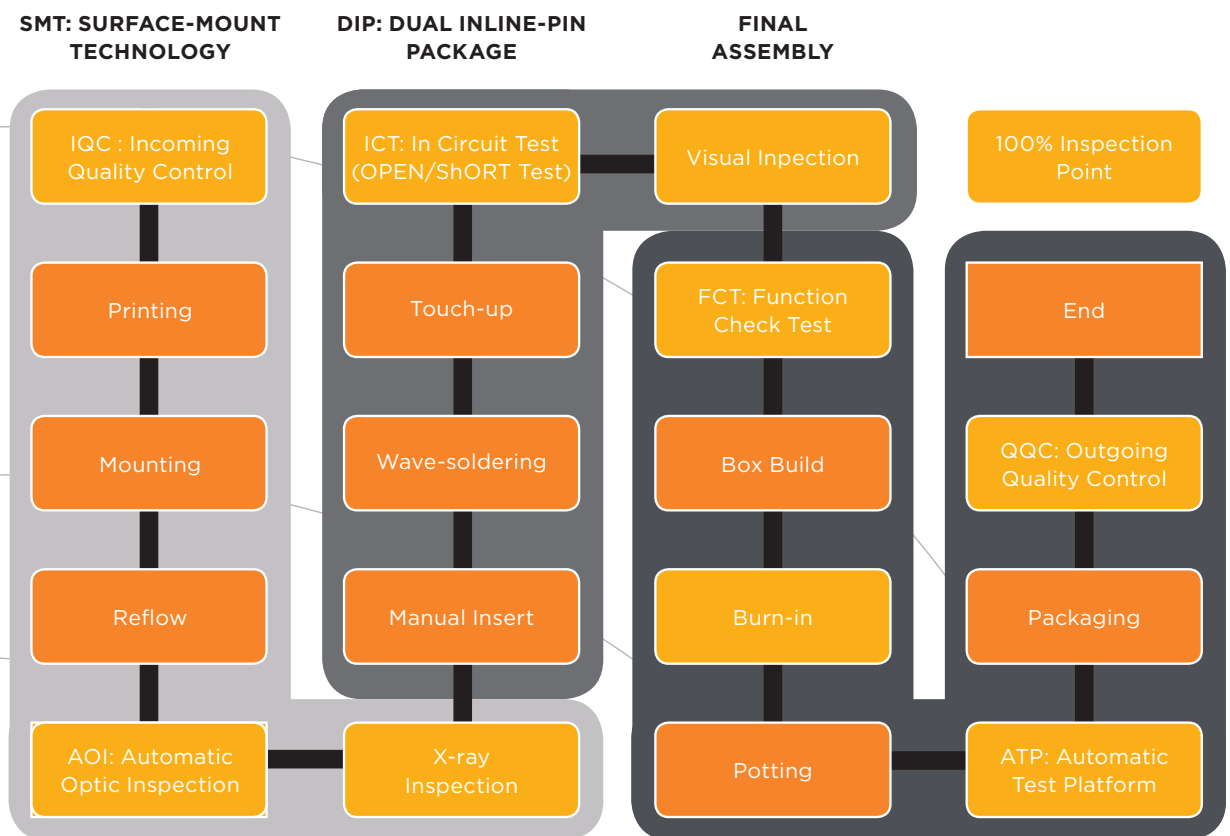 SMT: SURFACE-MOUNT
TECHNOLOGY
DIP: DUAL INLINE-PIN
PACKAGE
FINAL
ASSEMBLY
IQC : Incoming
Quality Control
Printing
Mounting
Reflow
AOI: Automatic
Optic Inspection
ICT: In Circuit Test
(OPEN/ShORT Test)
Touch-up
Wave-soldering
Manual Insert
X-ray
Inspection
Visual Inpection
FCT: Function
Check Test
Box Build
Burn-in
Potting
100% Inspection
Point
End
QQC: Outgoing
Quality Control
Packaging
ATP: Automatic
Test Platform